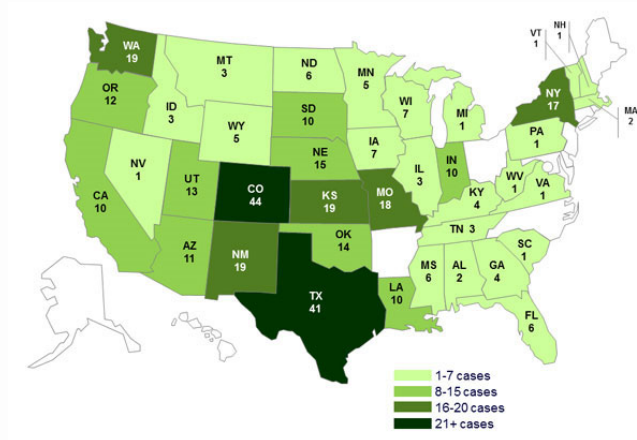 WA
19
MT
3
ND
6
MN
5
VT
1
NH
1
OR
12
ID
3
SD
10
WI
7
MI
1
NY
17
MA
2
WY
5
NE
15
IA
7
PA
1
NV
1
UT
13
CO
44
KS
19
MO
18
IL
3
IN
10
KY
4
WV
1
VA
1
CA
10
AZ
11
NM
19
OK
14
TN 3
SC
1
TX
41
LA
10
MS
6
AL
2
GA
4
FL
6
1-7 cases
8-15 cases
16-20 cases
21+ cases